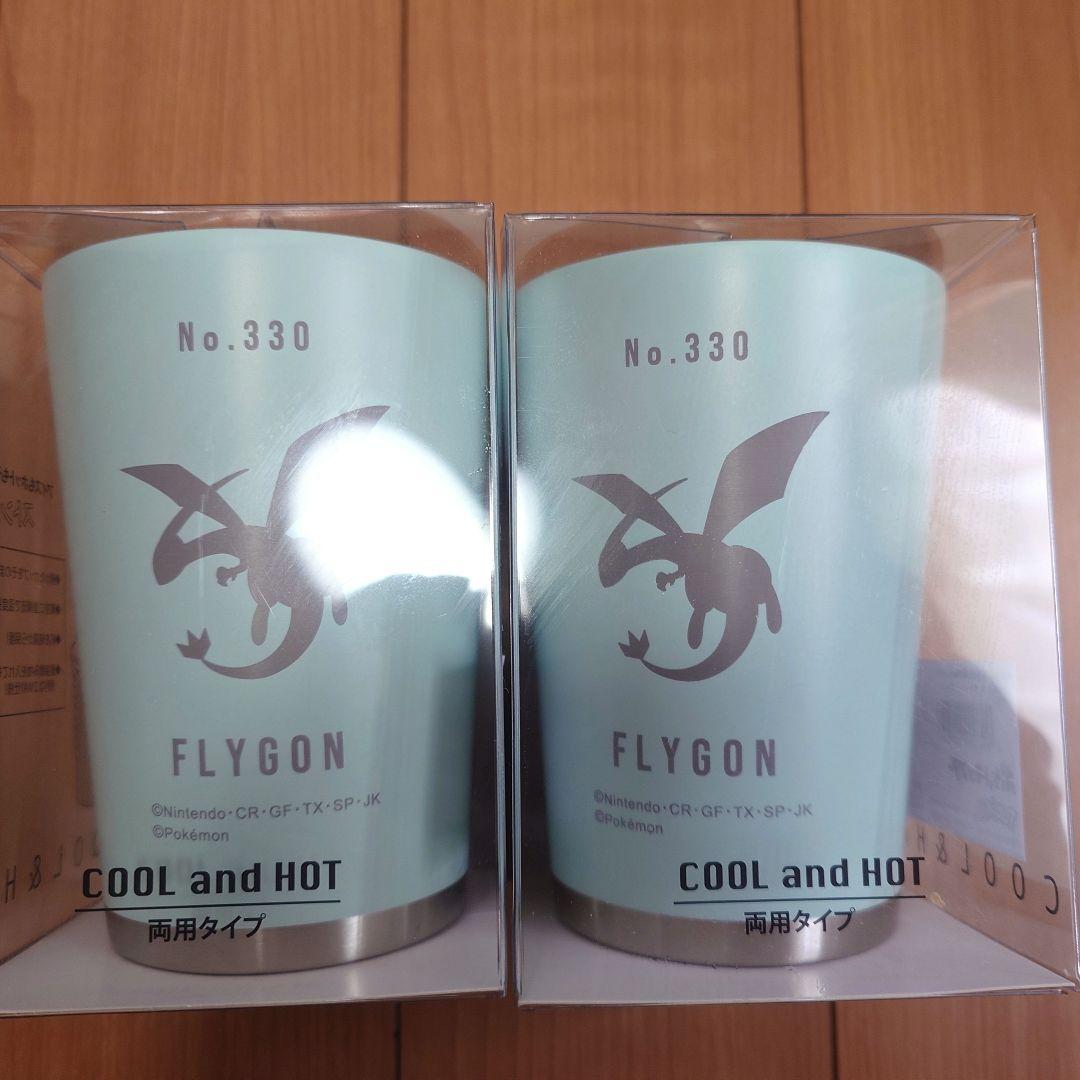 No.330
FLYGON
©Nintendo・CR・GF・TX・SP・JK
©Pokémon
COOL and HOT
両用タイプ
No.330
FLYGON
©Nintendo・CR・GF・TX・SP・JK
©Pokémon
COOL and HOT
両用タイプ
COOL & H